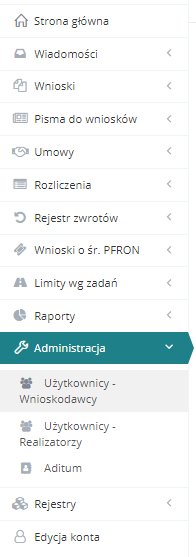 Strona główna
Wiadomości
Wnioski
Pisma do wniosków
Umowy
Rozliczenia
Rejestr zwrotów
Wnioski o śr. PFRON
Limity wg zadań
Raporty
Administracja
Użytkownicy -
Wnioskodawcy
Użytkownicy -
Realizatorzy
Aditum
Rejestry
Edycja konta